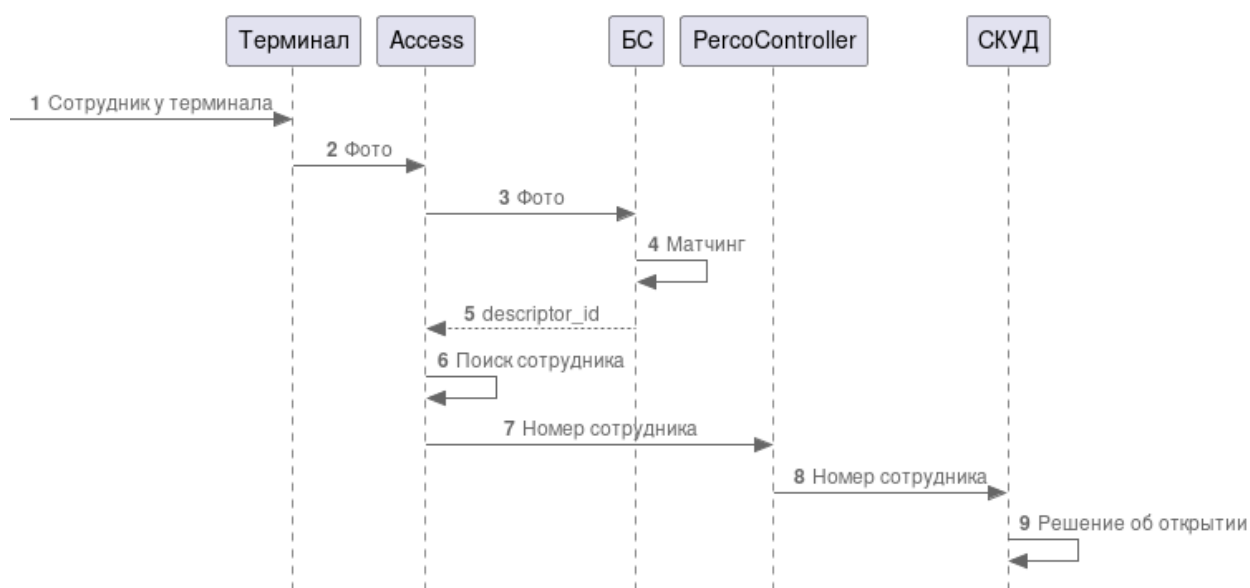 Терминал Access БС PercoController СКУД
1 Сотрудник у терминала
2 Фото
3 Фото
4 Матчинг
5 descriptor_id
6 Поиск сотрудника
7 Номер сотрудника
8 Номер сотрудника
9 Решение об открытии